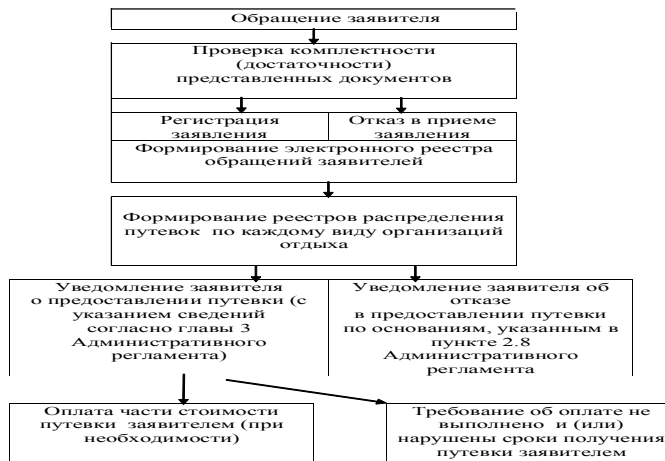 Обращение заявителя
Проверка комплектности
(достаточности)
представленных документов
Регистрация
заявления
Отказ в приеме
заявления
Формирование электронного реестра
обращений заявителей
Формирование реестров распределения
путевок по каждому виду организаций
отдыха
Уведомление заявителя
о предоставлении путевки (с
указанием сведений
согласно главы 3
Административного
регламента)
Уведомление заявителя об
отказе
в предоставлении путевки
по основаниям, указанным в
пункте 2.8
Административного
регламента
Оплата части стоимости
путевки заявителем (при
необходимости)
Требование об оплате не
выполнено и (или)
нарушены сроки получения
путевки заявителем